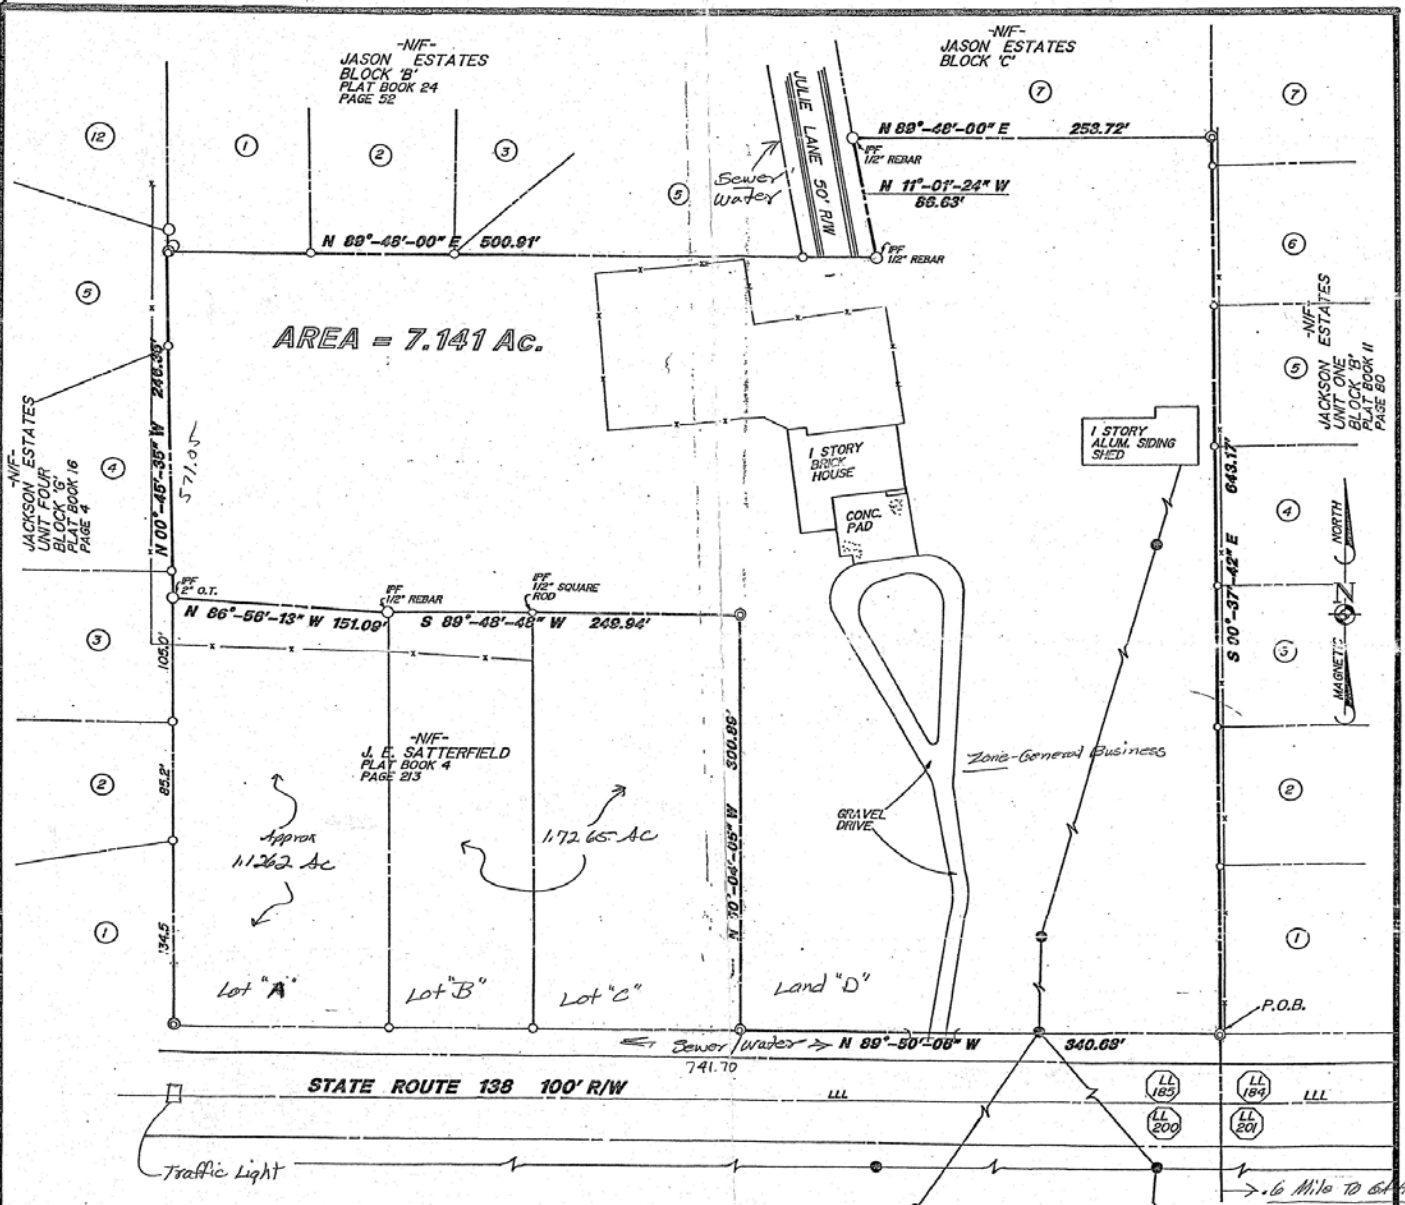 -N/F-
JASON ESTATES
BLOCK 'B'
PLAT BOOK 24
PAGE 52
-N/F-
JASON ESTATES
BLOCK 'C'
7
7
12
1
2
3
5
JULIE LANE 50' R/W
Sewer
water
N 89°-48'-00" E 253.72'
IPF
1/2" REBAR
N 11°-01'-24" W
86.63'
IPF
1/2" REBAR
N 89°-48'-00" E 500.91'
6
5
AREA = 7.141 Ac.
-N/F-
JACKSON ESTATES
UNIT ONE
BLOCK 'B'
PLAT BOOK 11
PAGE 80
5
N 00°-45'-35" W 246.35'
571.05
-N/F-
JACKSON ESTATES
UNIT FOUR
BLOCK 'G'
PLAT BOOK 16
PAGE 4
4
1 STORY
BRICK
HOUSE
CONC.
PAD
1 STORY
ALUM. SIDING
SHED
S 00°-37'-42" E 643.17'
4
NORTH
MAGNETIC
IPF
2" O.T.
IPF
1/2" REBAR
IPF
1/2" SQUARE
ROD
N 86°-56'-13" W 151.09'
S 89°-48'-48" W 249.94'
3
105.0'
3
-N/F-
J. E. SATTERFIELD
PLAT BOOK 4
PAGE 213
N 00°-04'-05" W 300.89'
Zone-General Business
2
85.2'
2
Approx
1.1262 Ac
1.7265 Ac
GRAVEL
DRIVE
1
134.5
1
Lot "A"
Lot "B"
Lot "C"
Land "D"
P.O.B.
Sewer/water
N 89°-50'-06" W 340.68'
741.70
STATE ROUTE 138 100' R/W
LLL
LL
185
LL
184
LLL
LL
200
LL
201
Traffic Light
.6 Mile To